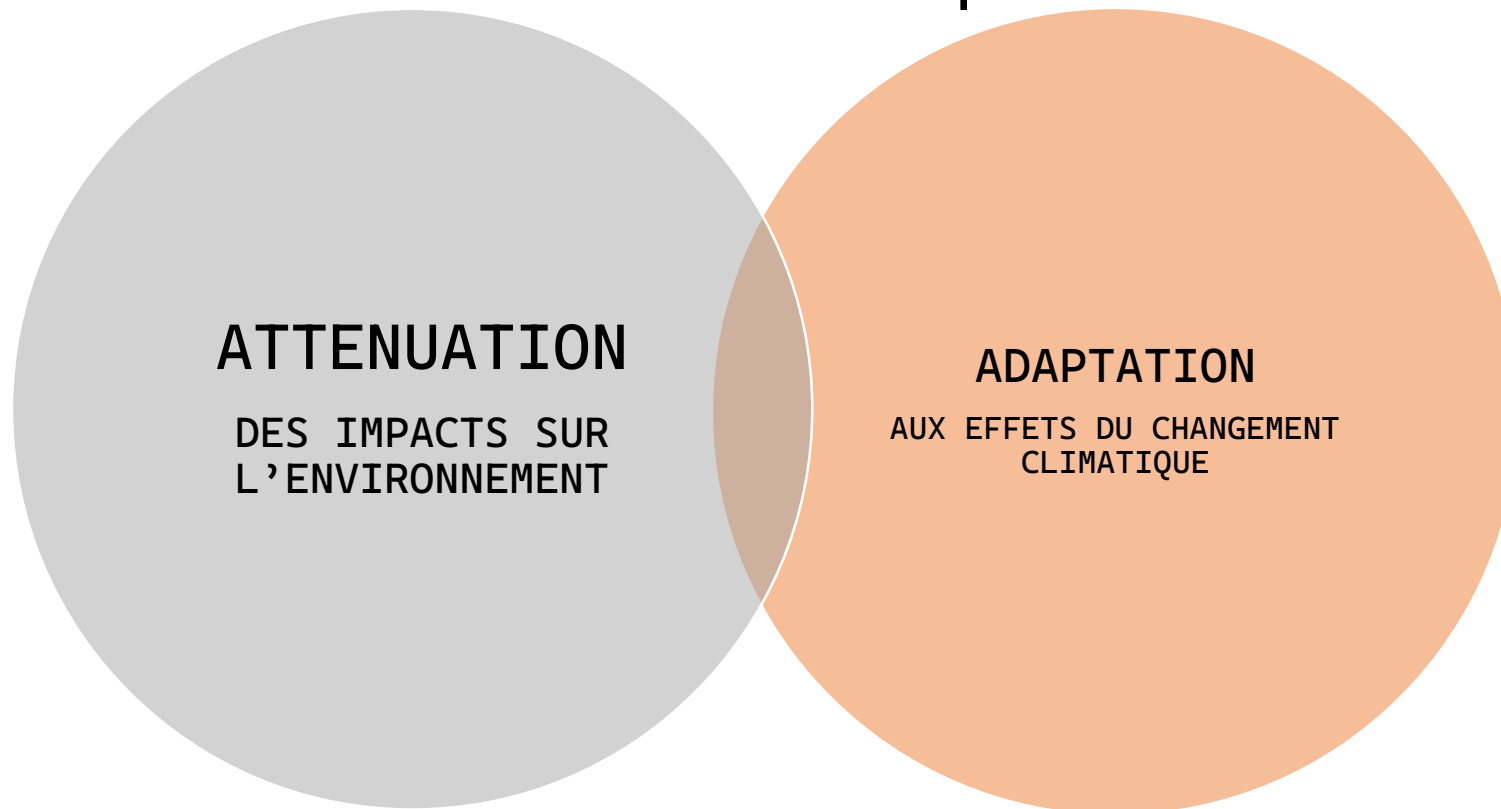 ATTENUATION
DES IMPACTS SUR
L’ENVIRONNEMENT
ADAPTATION
AUX EFFETS DU CHANGEMENT
CLIMATIQUE